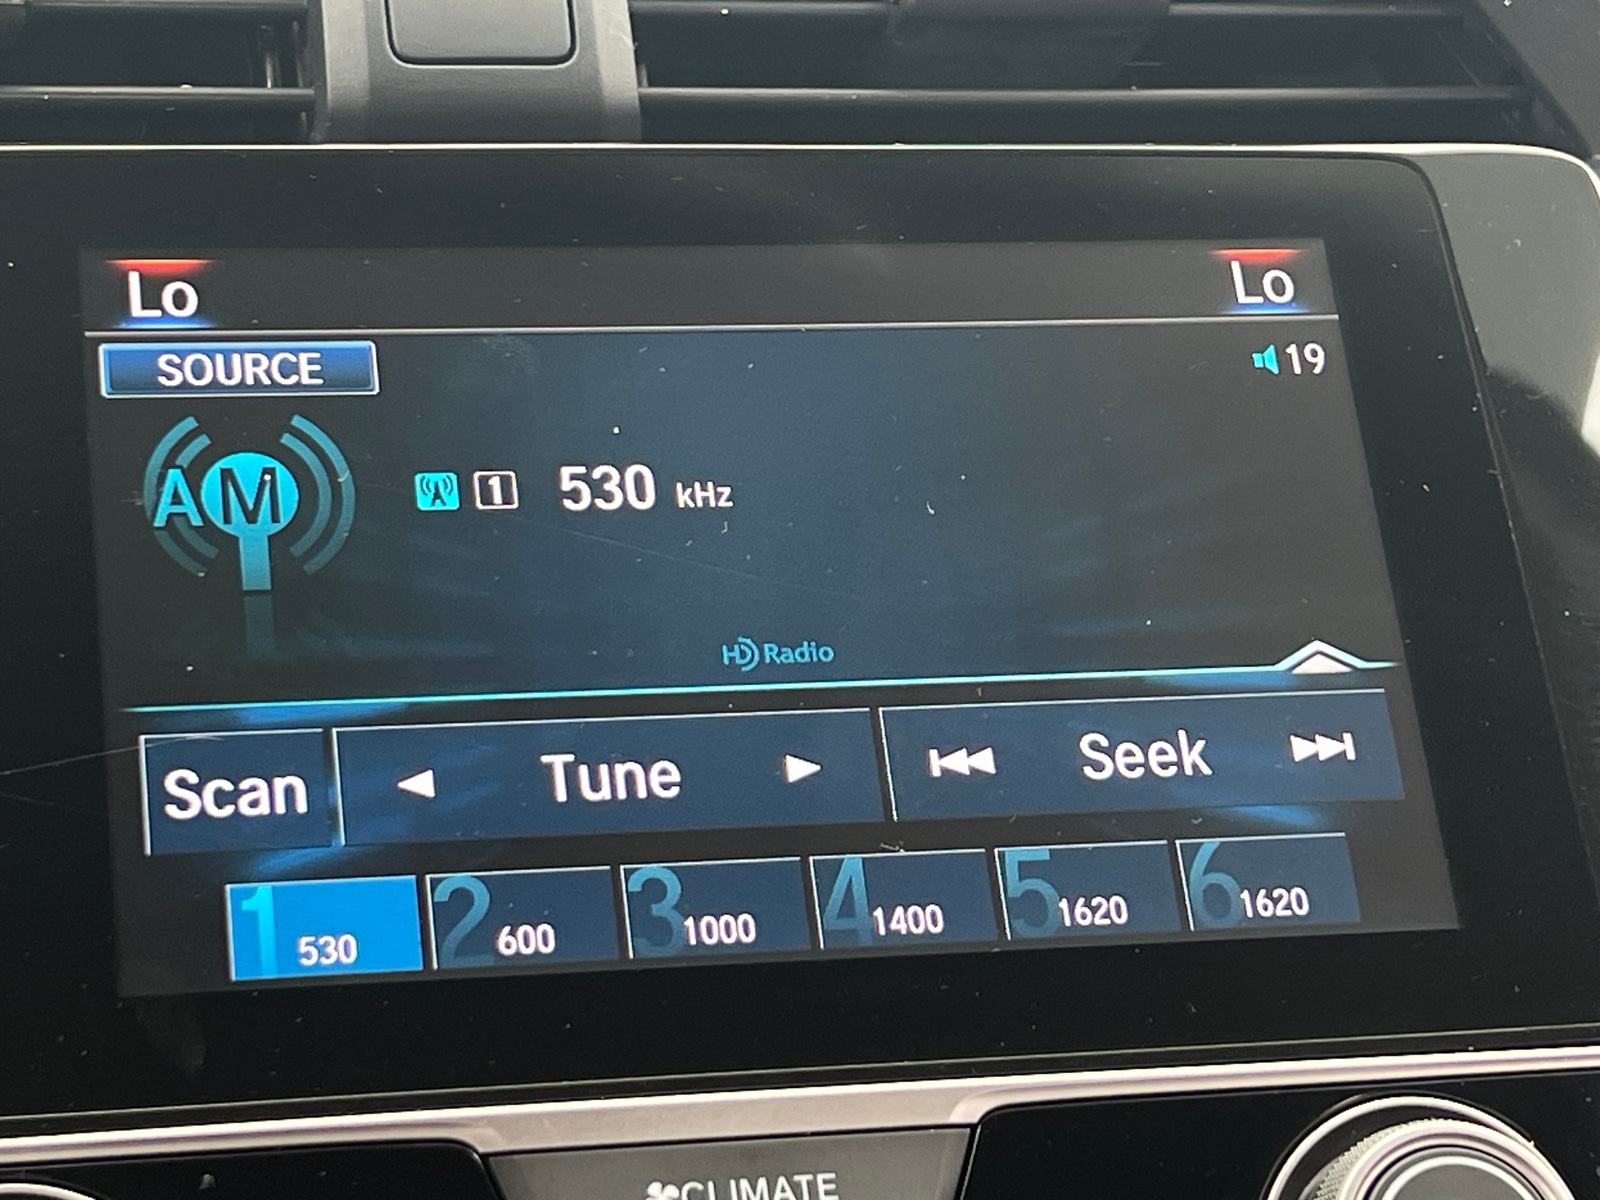 Lo Lo
SOURCE 19
AM 1 530 kHz
HD Radio
Scan Tune Seek
1 530 2 600 3 1000 4 1400 5 1620 6 1620
CLIMATE